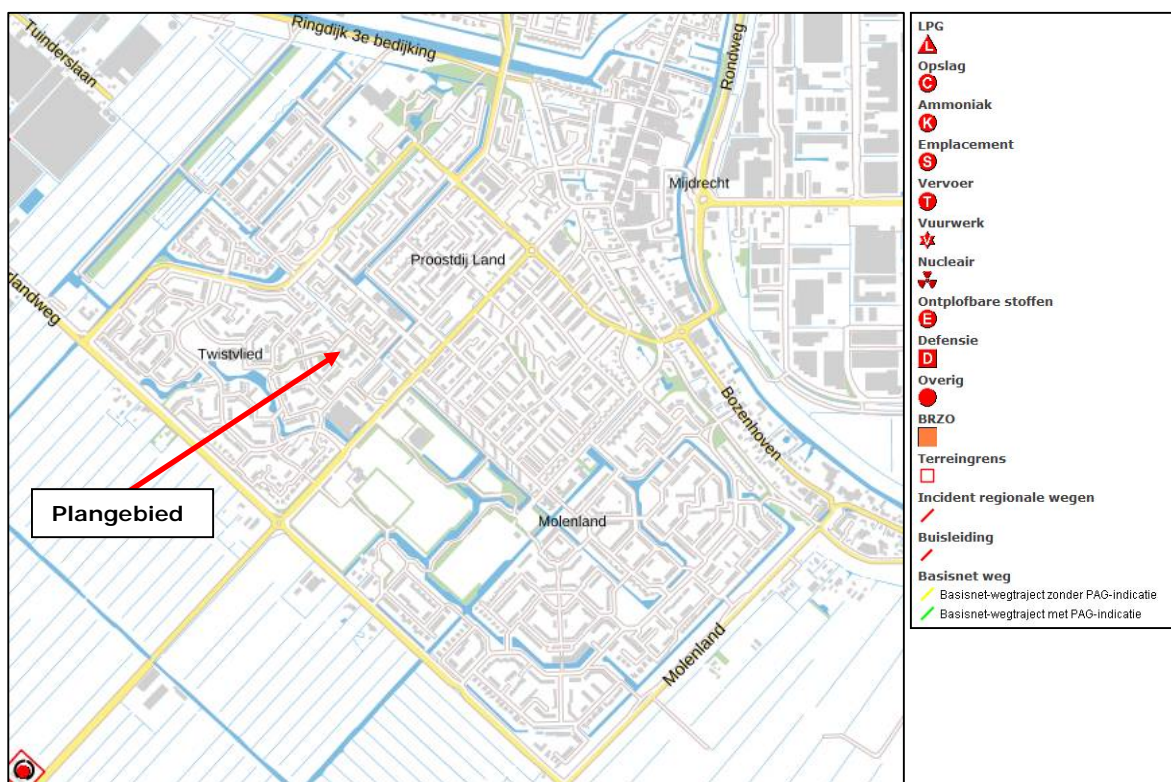 Tuinderslaan
Ringdijk 3e bedijking
Rondweg
Mijdrecht
Proostdij Land
rlandweg
Twistvlied
Bozenhoven
Plangebied
Molenland
Molenland
LPG
L
Opslag
C
Ammoniak
K
Emplacement
S
Vervoer
T
Vuurwerk
V
Nucleair
Ontplofbare stoffen
E
Defensie
D
Overig
BRZO
Terreingrens
Incident regionale wegen
Buisleiding
Basisnet weg
Basisnet-wegtraject zonder PAG-indicatie
Basisnet-wegtraject met PAG-indicatie